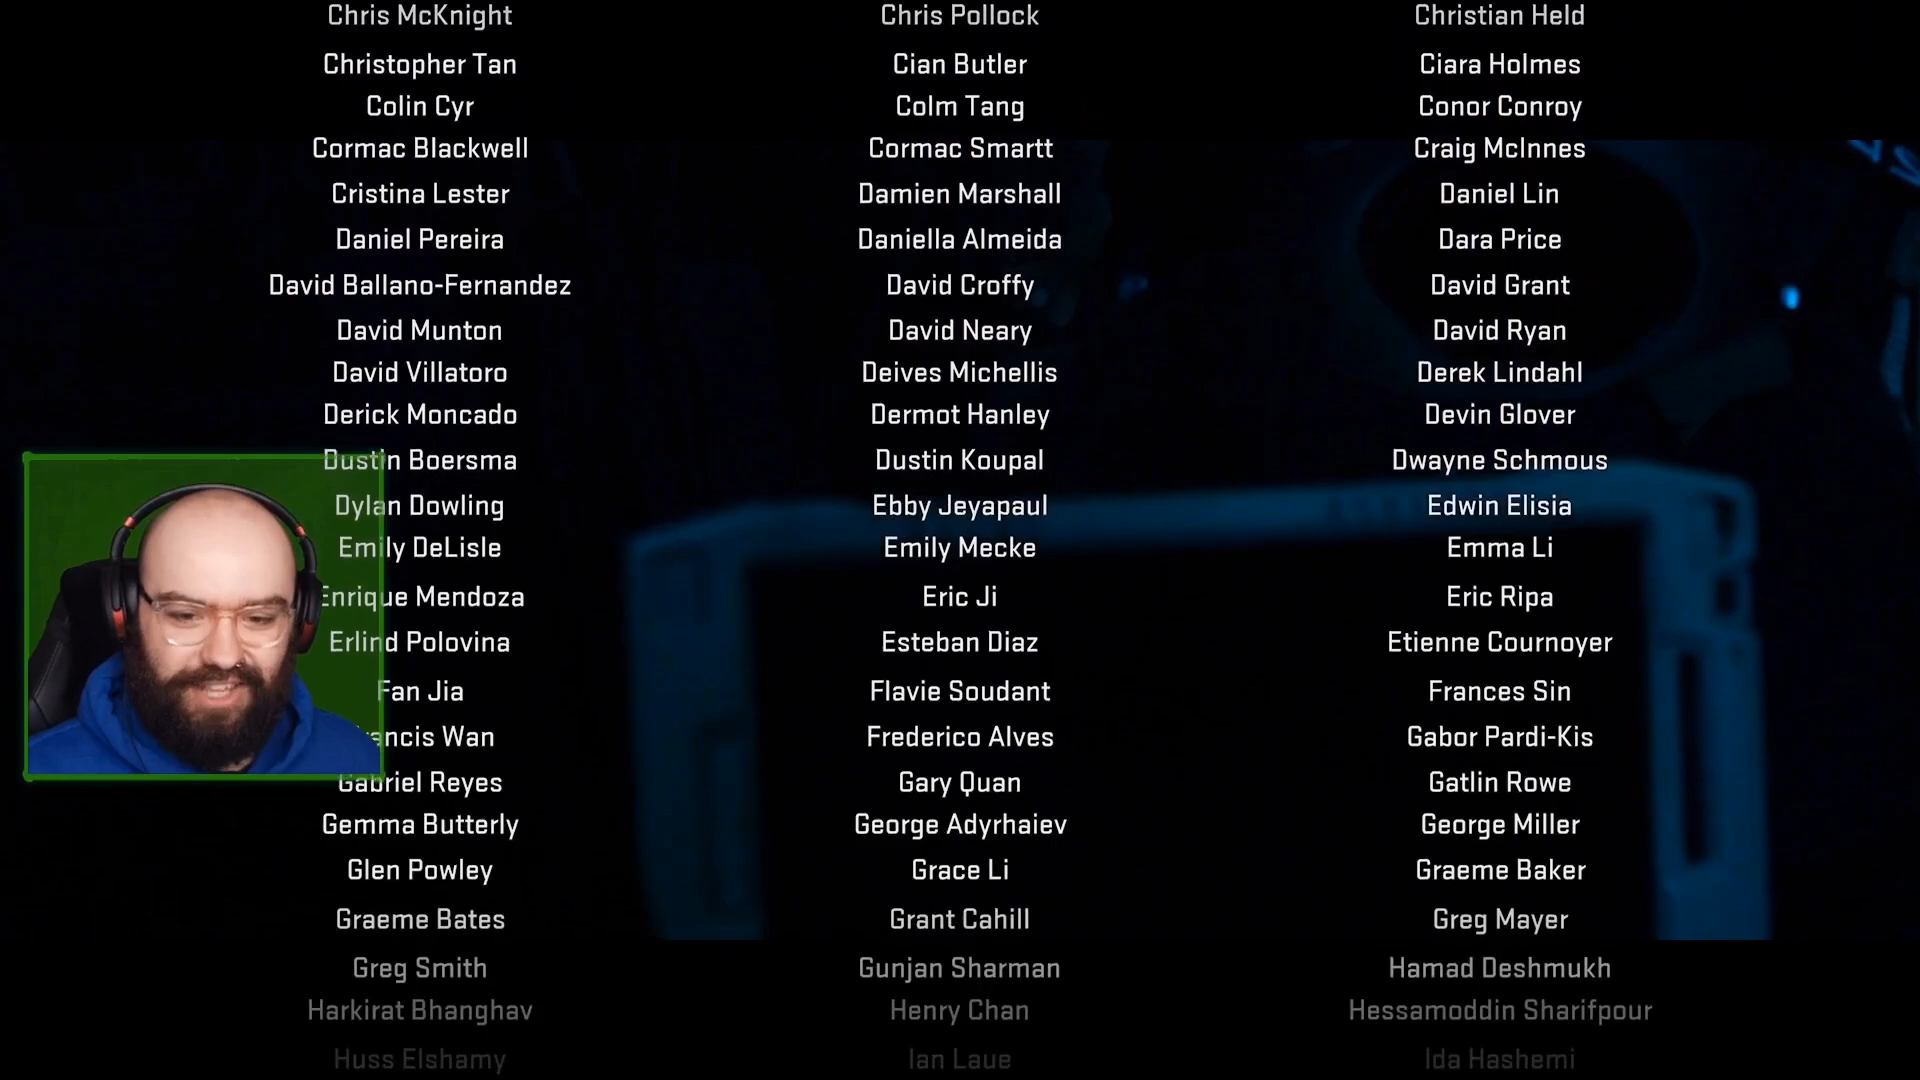 Chris McKnight Chris Pollock Christian Held
Christopher Tan Cian Butler Ciara Holmes
Colin Cyr Colm Tang Conor Conroy
Cormac Blackwell Cormac Smartt Craig McInnes
Cristina Lester Damien Marshall Daniel Lin
Daniel Pereira Daniella Almeida Dara Price
David Ballano-Fernandez David Croffy David Grant
David Munton David Neary David Ryan
David Villatoro Deives Michellis Derek Lindahl
Derick Moncado Dermot Hanley Devin Glover
Dustin Boersma Dustin Koupal Dwayne Schmous
Dylan Dowling Ebby Jeyapaul Edwin Elisia
Emily DeLisle Emily Mecke Emma Li
Enrique Mendoza Eric Ji Eric Ripa
Erlind Polovina Esteban Diaz Etienne Cournoyer
Fan Jia Flavie Soudant Frances Sin
Wan Frederico Alves Gabor Pardi-Kis
Gabriel Reyes Gary Quan Gatlin Rowe
Gemma Butterly George Adyrhaiev George Miller
Glen Powley Grace Li Graeme Baker
Graeme Bates Grant Cahill Greg Mayer
Greg Smith Gunjan Sharman Hamad Deshmukh
Harkirat Bhanghav Henry Chan Hessamoddin Sharifpour
Huss Elshamy Ian Laue Ida Hashemi